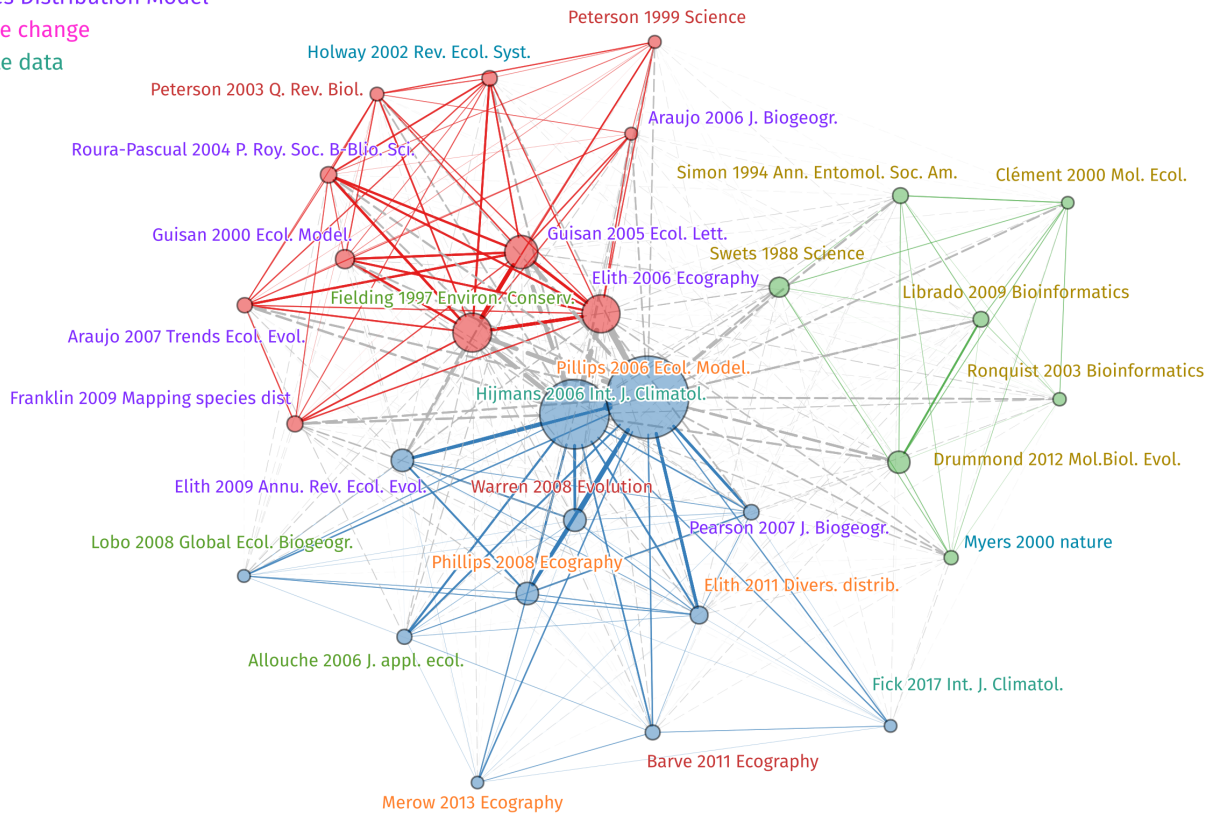 s Distribution Model
e change
e data
Peterson 1999 Science
Holway 2002 Rev. Ecol. Syst.
Peterson 2003 Q. Rev. Biol.
Araujo 2006 J. Biogeogr.
Roura-Pascual 2004 P. Roy. Soc. B-Blio. Sci.
Simon 1994 Ann. Entomol. Soc. Am.
Clément 2000 Mol. Ecol.
Guisan 2000 Ecol. Model.
Guisan 2005 Ecol. Lett.
Swets 1988 Science
Elith 2006 Ecography
Fielding 1997 Environ. Conserv.
Librado 2009 Bioinformatics
Araujo 2007 Trends Ecol. Evol.
Pillips 2006 Ecol. Model.
Ronquist 2003 Bioinformatics
Hijmans 2006 Int. J. Climatol.
Franklin 2009 Mapping species dist
Drummond 2012 Mol.Biol. Evol.
Elith 2009 Annu. Rev. Ecol. Evol.
Warren 2008 Evolution
Pearson 2007 J. Biogeogr.
Lobo 2008 Global Ecol. Biogeogr.
Myers 2000 nature
Phillips 2008 Ecography
Elith 2011 Divers. distrib.
Allouche 2006 J. appl. ecol.
Fick 2017 Int. J. Climatol.
Barve 2011 Ecography
Merow 2013 Ecography